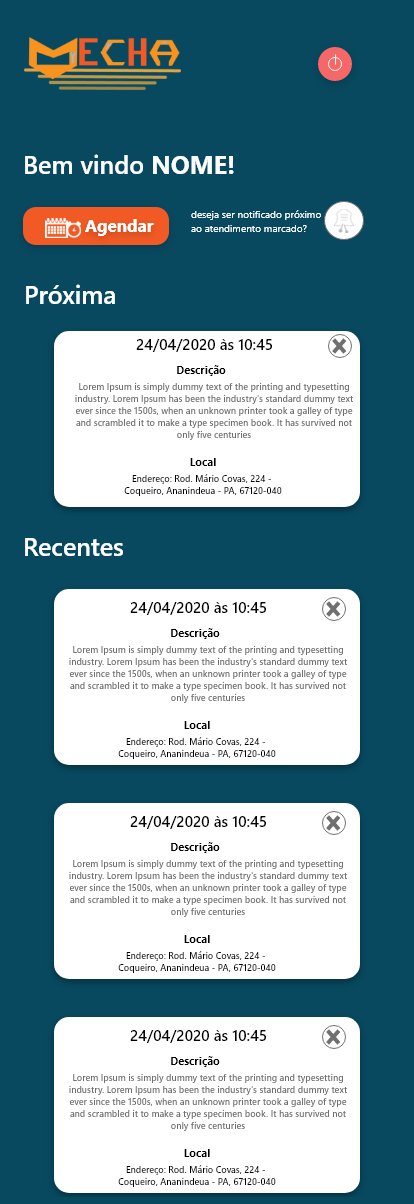 MECHA
Bem vindo NOME!
Agendar
deseja ser notificado próximo
ao atendimento marcado?
Próxima
24/04/2020 às 10:45
Descrição
Lorem Ipsum is simply dummy text of the printing and typesetting
industry. Lorem Ipsum has been the industry's standard dummy text
ever since the 1500s, when an unknown printer took a galley of type
and scrambled it to make a type specimen book. It has survived not
only five centuries
Local
Endereço: Rod. Mário Covas, 224 -
Coqueiro, Ananindeua - PA, 67120-040
Recentes
24/04/2020 às 10:45
Descrição
Lorem Ipsum is simply dummy text of the printing and typesetting
industry. Lorem Ipsum has been the industry's standard dummy text
ever since the 1500s, when an unknown printer took a galley of type
and scrambled it to make a type specimen book. It has survived not
only five centuries
Local
Endereço: Rod. Mário Covas, 224 -
Coqueiro, Ananindeua - PA, 67120-040
24/04/2020 às 10:45
Descrição
Lorem Ipsum is simply dummy text of the printing and typesetting
industry. Lorem Ipsum has been the industry's standard dummy text
ever since the 1500s, when an unknown printer took a galley of type
and scrambled it to make a type specimen book. It has survived not
only five centuries
Local
Endereço: Rod. Mário Covas, 224 -
Coqueiro, Ananindeua - PA, 67120-040
24/04/2020 às 10:45
Descrição
Lorem Ipsum is simply dummy text of the printing and typesetting
industry. Lorem Ipsum has been the industry's standard dummy text
ever since the 1500s, when an unknown printer took a galley of type
and scrambled it to make a type specimen book. It has survived not
only five centuries
Local
Endereço: Rod. Mário Covas, 224 -
Coqueiro, Ananindeua - PA, 67120-040